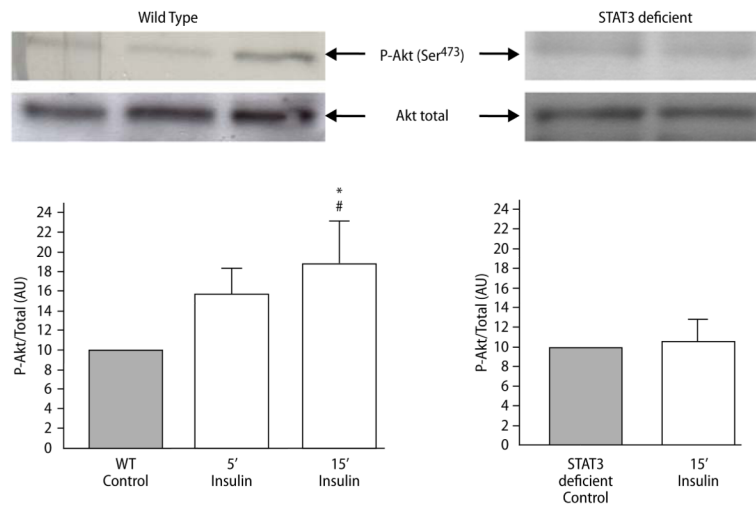 Wild Type
STAT3 deficient
P-Akt (Ser473)
Akt total
24
22
20
18
16
14
12
10
8
6
4
2
0
P-Akt/Total (AU)
*
#
WT
Control
5′
Insulin
15′
Insulin
24
22
20
18
16
14
12
10
8
6
4
2
0
P-Akt/Total (AU)
STAT3
deficient
Control
15′
Insulin